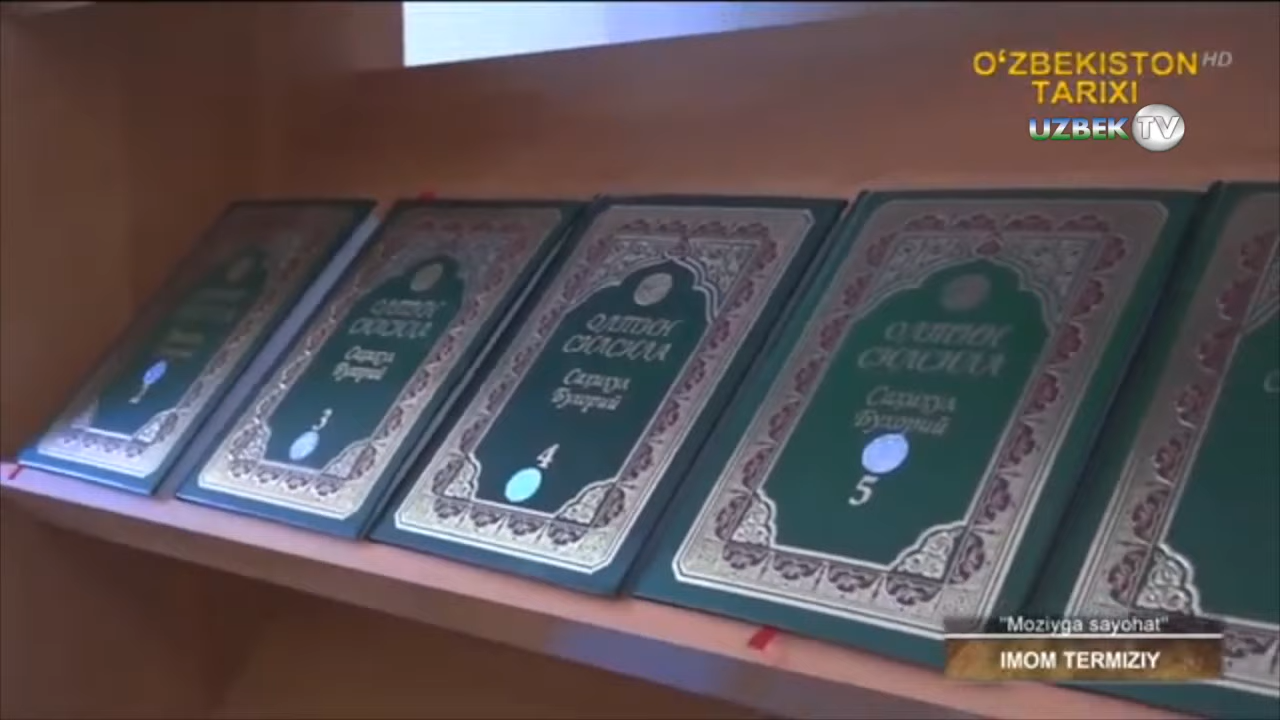 O‘ZBEKISTON HD
TARIXI
UZBEK TV
ОЛТИН
СИЛСИЛА
Саҳиҳул
Бухорий
3
ОЛТИН
СИЛСИЛА
Саҳиҳул
Бухорий
4
ОЛТИН
СИЛСИЛА
Саҳиҳул
Бухорий
5
"Moziyga sayohat"
IMOM TERMIZIY